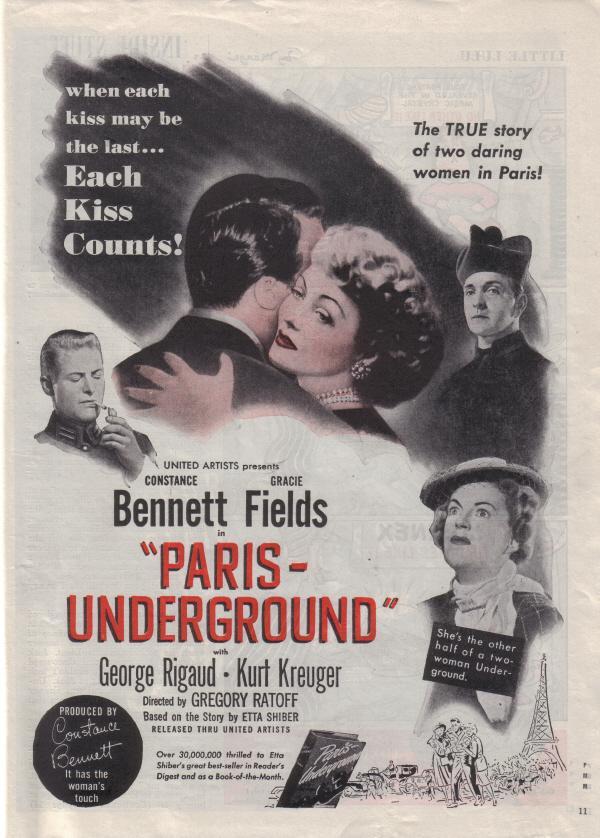 LITTLE LULU
INSIDE STUFF
when each
kiss may be
the last...
Each
Kiss
Counts!
The TRUE story
of two daring
women in Paris!
UNITED ARTISTS presents
CONSTANCE GRACIE
Bennett Fields
in
"PARIS-
UNDERGROUND"
with
George Rigaud • Kurt Kreuger
Directed by GREGORY RATOFF
Based on the Story by ETTA SHIBER
RELEASED THRU UNITED ARTISTS
She's the other
half of a two-
woman Under-
ground.
PRODUCED BY
Constance
Bennett
It has the
woman's
touch
Over 30,000,000 thrilled to Etta
Shiber's great best-seller in Reader's
Digest and as a Book-of-the-Month.
Paris-
Underground
11